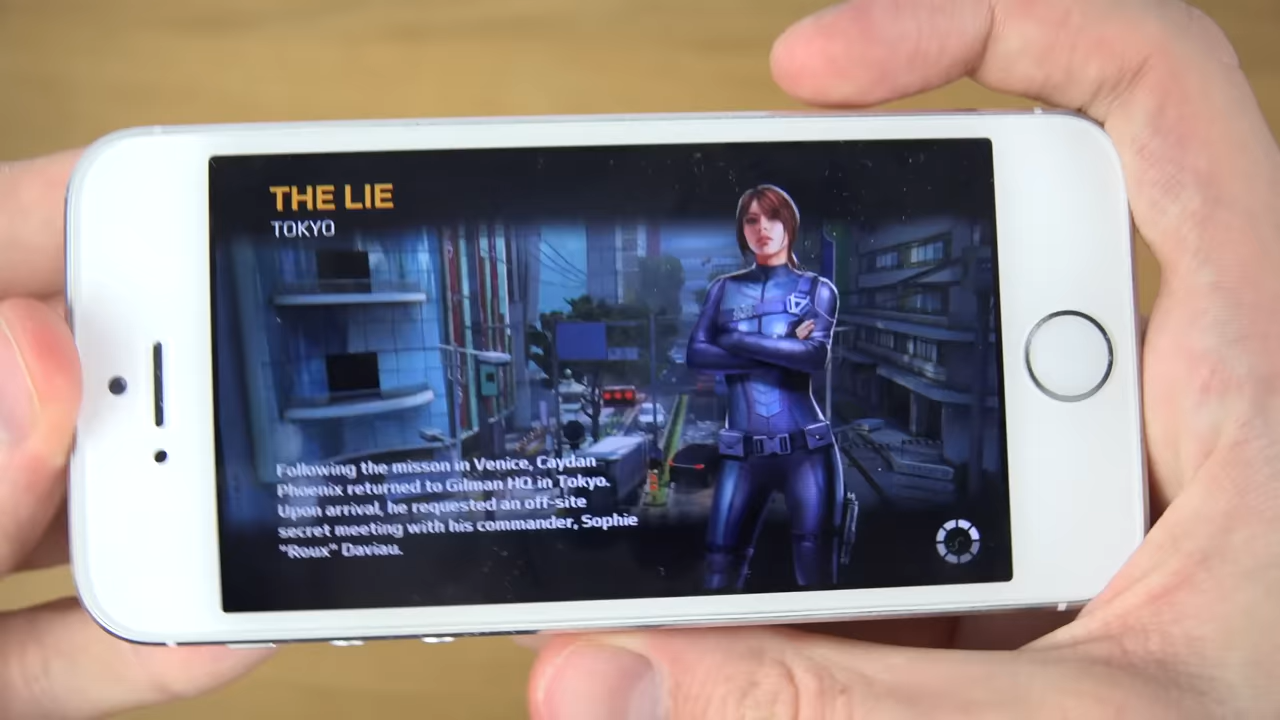 THE LIE
TOKYO
Following the misson in Venice, Caydan
Phoenix returned to Gilman HQ in Tokyo.
Upon arrival, he requested an off-site
secret meeting with his commander, Sophie
"Roux" Daviau.